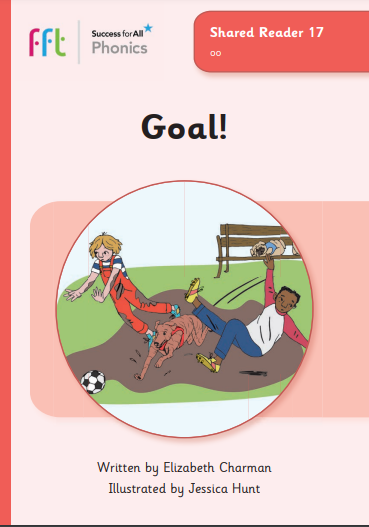 fft
Success for All
Phonics
Shared Reader 17
oo
Goal!
Written by Elizabeth Charman
Illustrated by Jessica Hunt